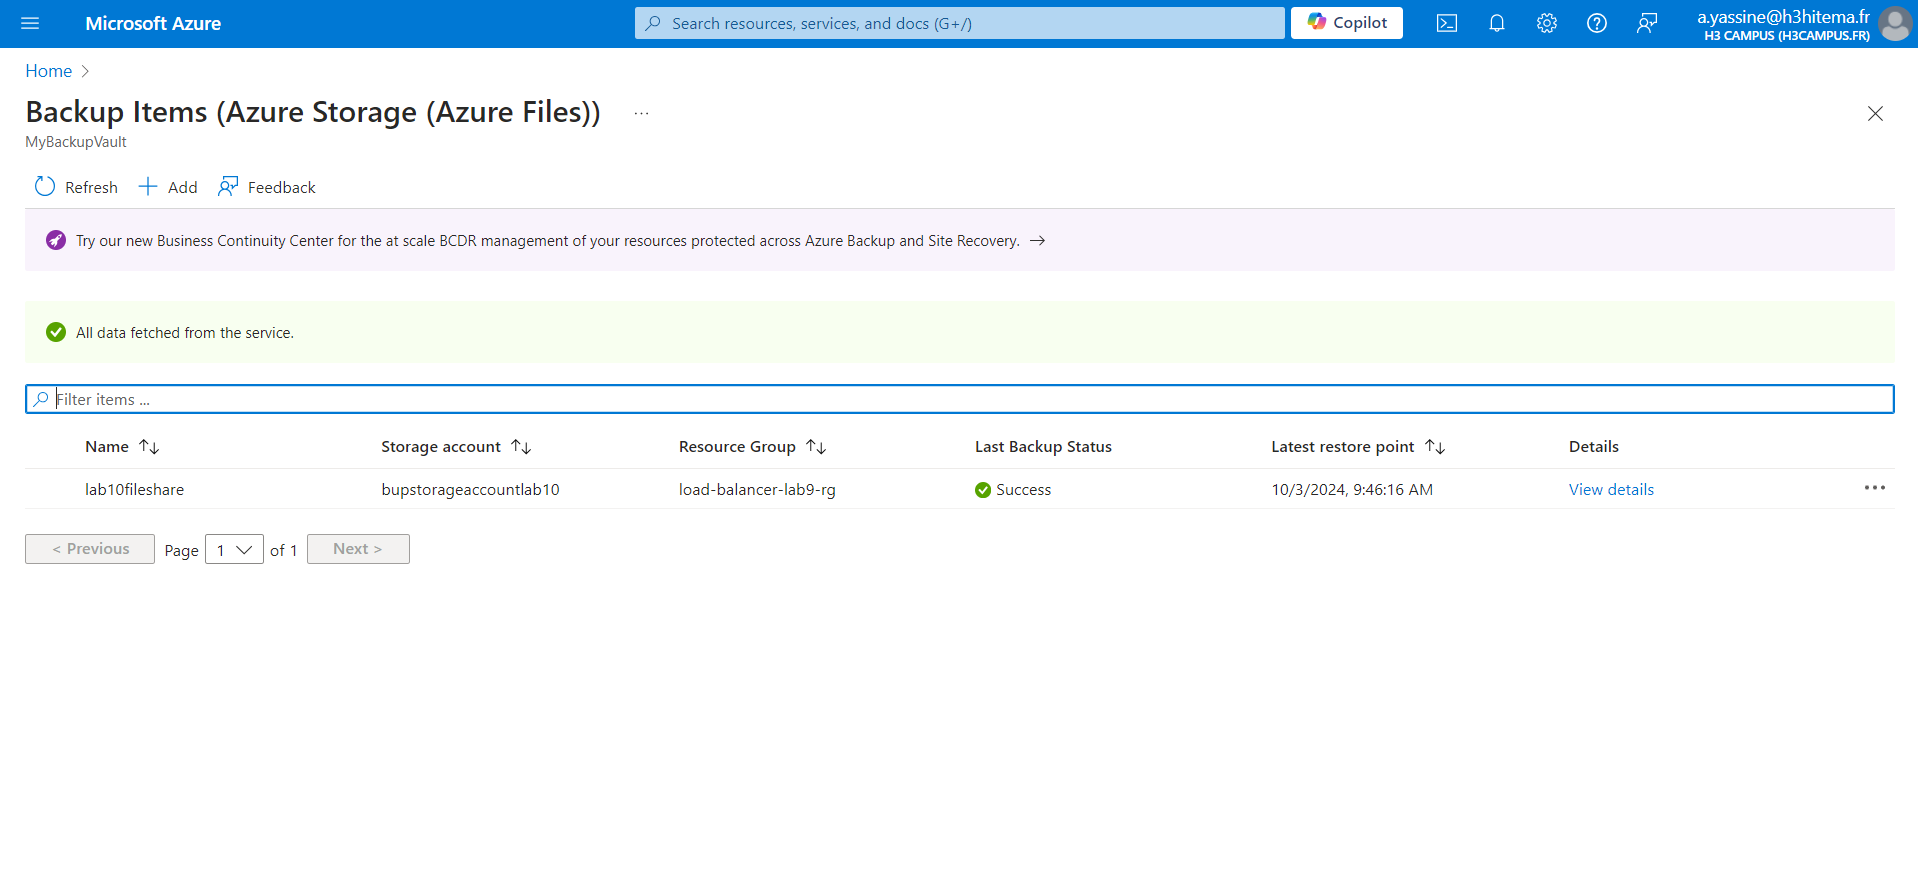 Microsoft Azure
Search resources, services, and docs (G+/)
Copilot
a.yassine@h3hitema.fr
H3 CAMPUS (H3CAMPUS.FR)
Home
Backup Items (Azure Storage (Azure Files)) ...
MyBackupVault
Refresh
Add
Feedback
Try our new Business Continuity Center for the at scale BCDR management of your resources protected across Azure Backup and Site Recovery. →
All data fetched from the service.
Filter items ...
Name ↑↓ Storage account ↑↓ Resource Group ↑↓ Last Backup Status Latest restore point ↑↓ Details
lab10fileshare bupstorageaccountlab10 load-balancer-lab9-rg Success 10/3/2024, 9:46:16 AM View details ...
< Previous Page 1 of 1 Next >